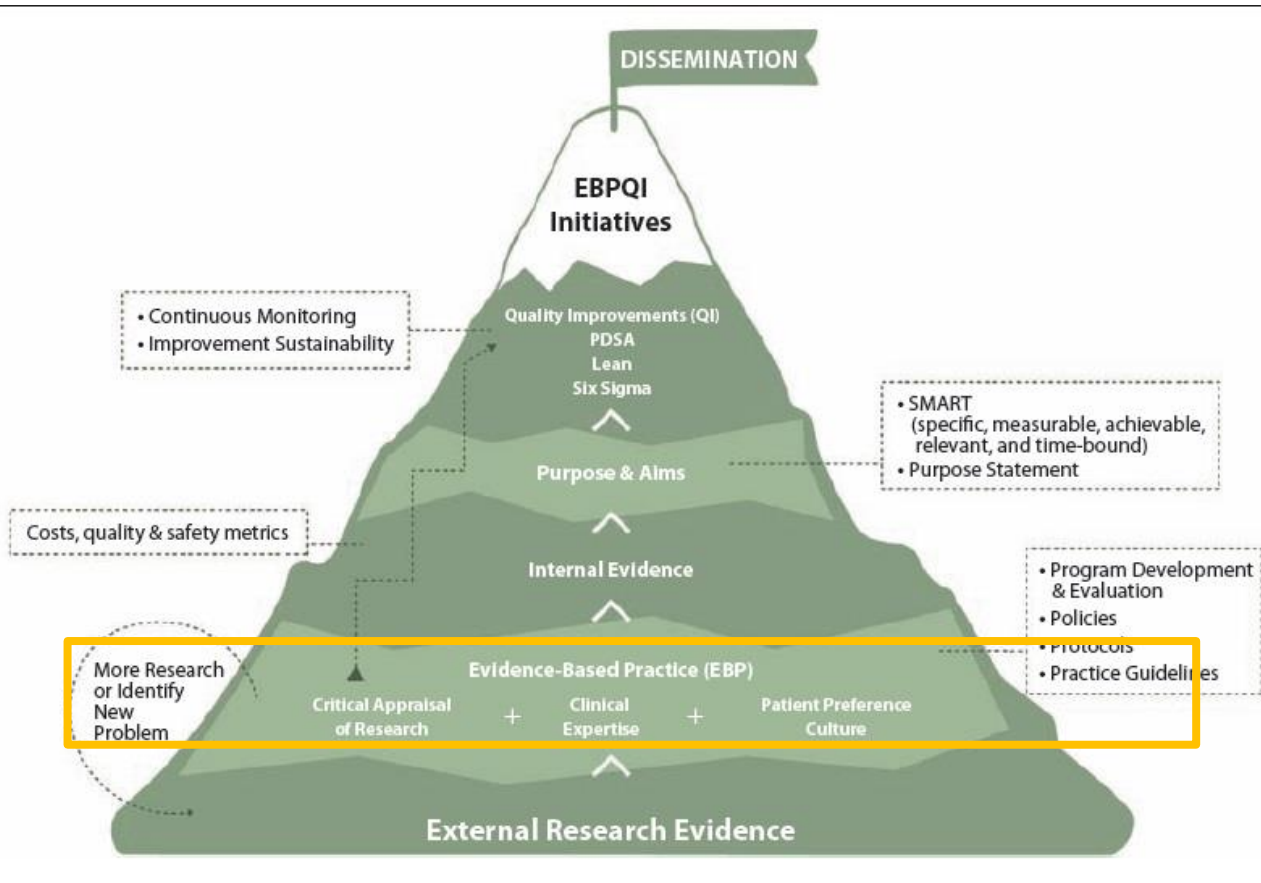 DISSEMINATION
EBPQI
Initiatives
• Continuous Monitoring
• Improvement Sustainability
Quality Improvements (QI)
PDSA
Lean
Six Sigma
• SMART
(specific, measurable, achievable,
relevant, and time-bound)
• Purpose Statement
Purpose & Aims
Costs, quality & safety metrics
Internal Evidence
• Program Development
& Evaluation
• Policies
• Protocols
• Practice Guidelines
More Research
or Identify
New
Problem
Evidence-Based Practice (EBP)
Critical Appraisal
of Research
+
Clinical
Expertise
+
Patient Preference
Culture
External Research Evidence